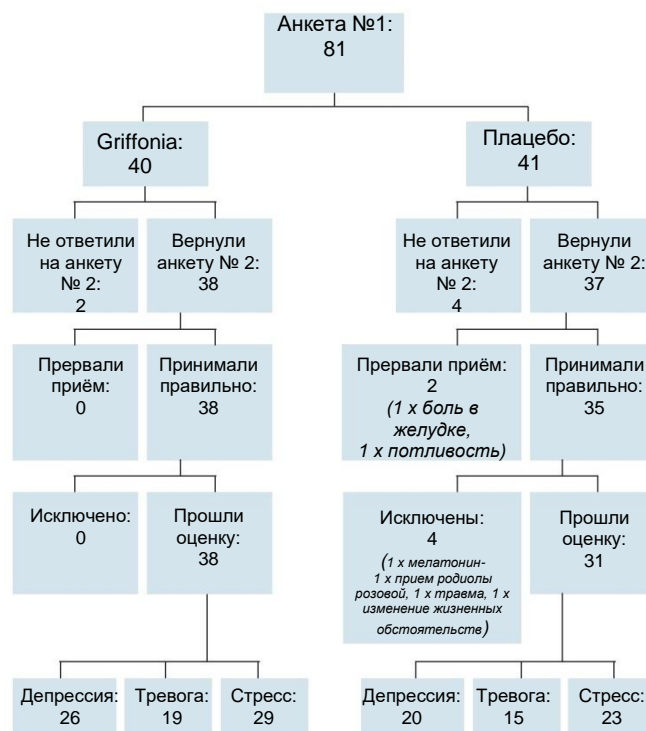 Анкета №1:
81
Griffonia:
40
Плацебо:
41
Не ответили
на анкету
№ 2:
2
Вернули
анкету № 2:
38
Не ответили
на анкету
№ 2:
4
Вернули
анкету № 2:
37
Прервали
приём:
0
Принимали
правильно:
38
Прервали приём:
2
(1 x боль в
желудке,
1 x потливость)
Принимали
правильно:
35
Исключено:
0
Прошли
оценку:
38
Исключены:
4
(1 x мелатонин-
1 x прием родиолы
розовой, 1 x травма, 1 x
изменение жизненных
обстоятельств)
Прошли
оценку:
31
Депрессия:
26
Тревога:
19
Стресс:
29
Депрессия:
20
Тревога:
15
Стресс:
23